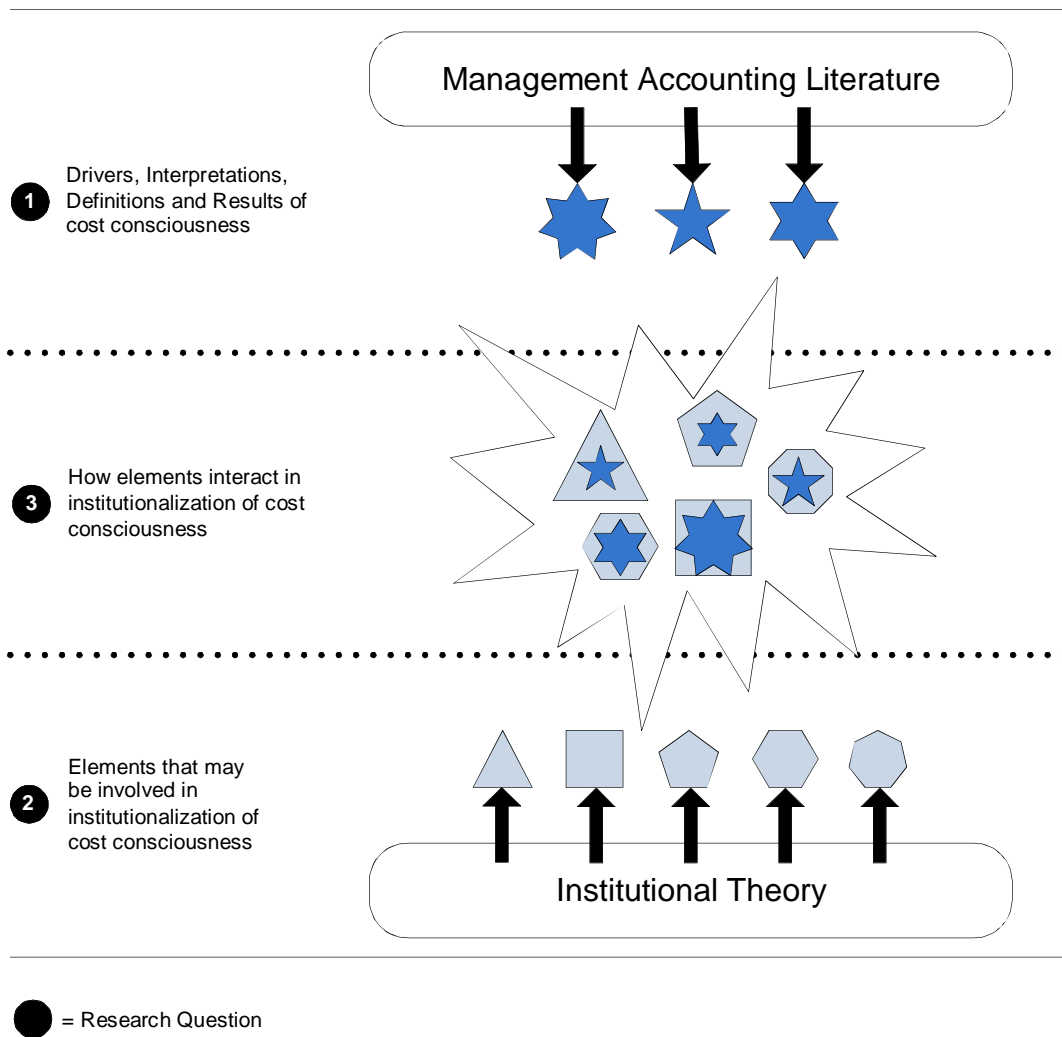 Management Accounting Literature
1
Drivers, Interpretations,
Definitions and Results of
cost consciousness
3
How elements interact in
institutionalization of cost
consciousness
2
Elements that may
be involved in
institutionalization of
cost consciousness
Institutional Theory
= Research Question